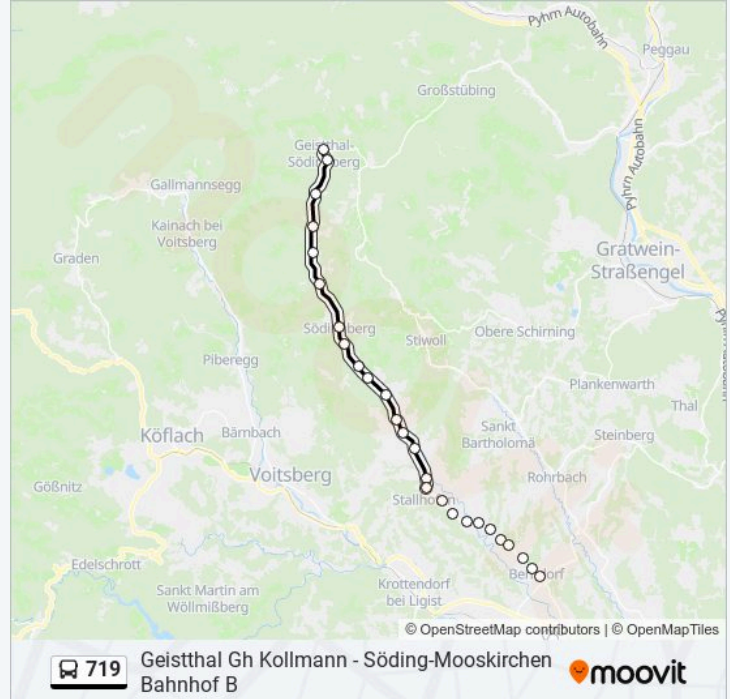 Pyhrn Autobahn
Peggau
Großstübing
Geistthal-
Södingberg
Pyhrn Autobahn
Gallmannsegg
Kainach bei
Voitsberg
Gratwein-
Straßengel
Graden
Södingberg
Stiwoll
Obere Schirning
Piberegg
Plankenwarth
Thal
Köflach
Bärnbach
Sankt
Bartholomä
Steinberg
Voitsberg
Rohrbach
Gößnitz
Stallhofen
Edelschrott
Sankt Martin am
Wöllmißberg
Krottendorf
bei Ligist
© OpenStreetMap contributors | © OpenMapTiles
719
Geistthal Gh Kollmann - Söding-Mooskirchen
Bahnhof B
moovit